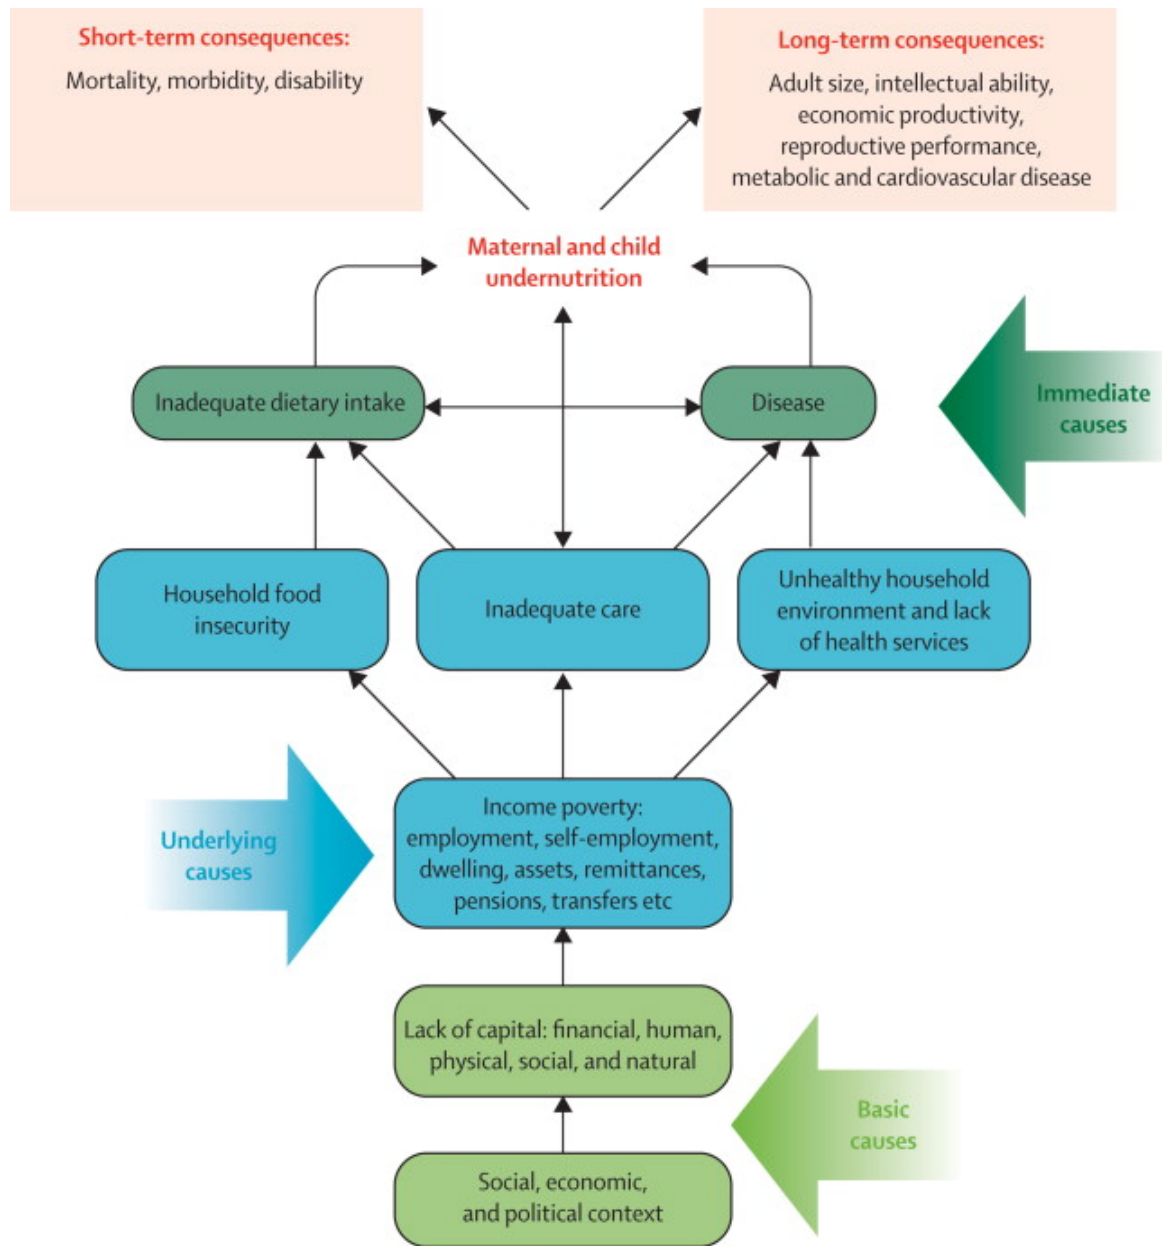 Short-term consequences:
Mortality, morbidity, disability
Long-term consequences:
Adult size, intellectual ability,
economic productivity,
reproductive performance,
metabolic and cardiovascular disease
Maternal and child
undernutrition
Inadequate dietary intake
Disease
Immediate
causes
Household food
insecurity
Inadequate care
Unhealthy household
environment and lack
of health services
Underlying
causes
Income poverty:
employment, self-employment,
dwelling, assets, remittances,
pensions, transfers etc
Lack of capital: financial, human,
physical, social, and natural
Basic
causes
Social, economic,
and political context